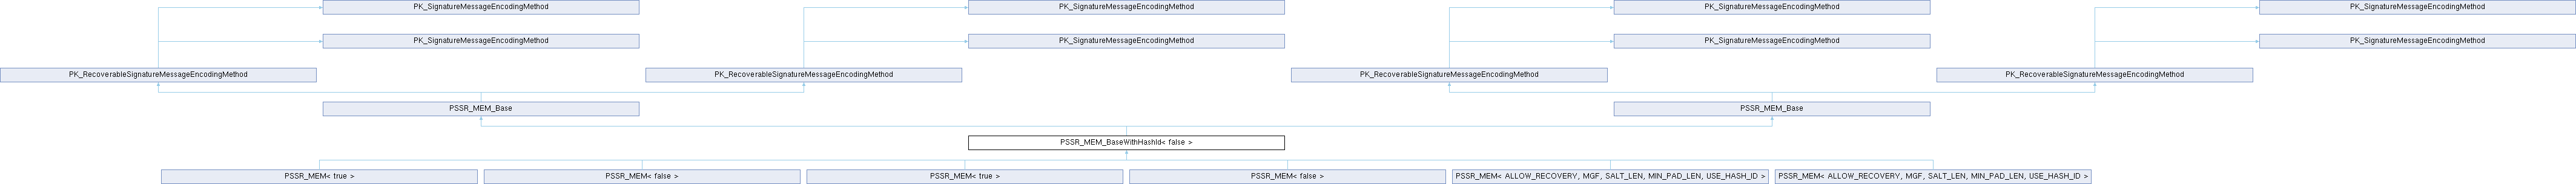 PK_SignatureMessageEncodingMethod PK_SignatureMessageEncodingMethod PK_SignatureMessageEncodingMethod PK_SignatureMessageEncodingMethod
PK_SignatureMessageEncodingMethod PK_SignatureMessageEncodingMethod PK_SignatureMessageEncodingMethod PK_SignatureMessageEncodingMethod
PK_RecoverableSignatureMessageEncodingMethod PK_RecoverableSignatureMessageEncodingMethod PK_RecoverableSignatureMessageEncodingMethod PK_RecoverableSignatureMessageEncodingMethod
PSSR_MEM_Base PSSR_MEM_Base
PSSR_MEM_BaseWithHashId< false >
PSSR_MEM< true > PSSR_MEM< false > PSSR_MEM< true > PSSR_MEM< false > PSSR_MEM< ALLOW_RECOVERY, MGF, SALT_LEN, MIN_PAD_LEN, USE_HASH_ID > PSSR_MEM< ALLOW_RECOVERY, MGF, SALT_LEN, MIN_PAD_LEN, USE_HASH_ID >